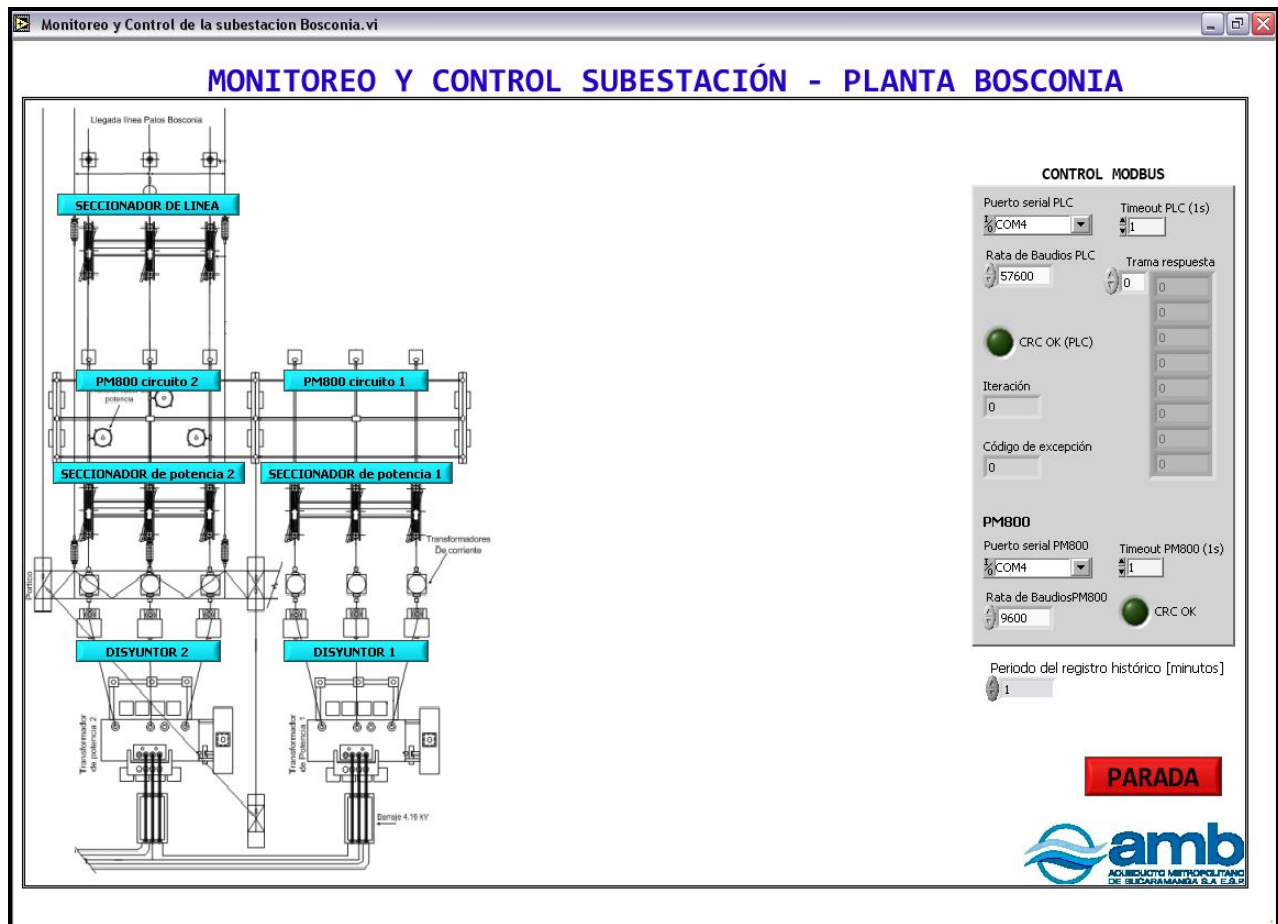 Monitoreo y Control de la subestacion Bosconia.vi
MONITOREO Y CONTROL SUBESTACIÓN - PLANTA BOSCONIA
Llegada línea Palos Bosconia
SECCIONADOR DE LINEA
PM800 circuito 2
PM800 circuito 1
potencia
SECCIONADOR de potencia 2
SECCIONADOR de potencia 1
Transformadores
De corriente
Portico
DISYUNTOR 2
DISYUNTOR 1
Transformador
de potencia 2
Transformador
de Potencia 1
Barraje 4.16 kV
CONTROL MODBUS
Puerto serial PLC
COM4
Timeout PLC (1s)
1
Rata de Baudios PLC
57600
Trama respuesta
0
0
0
0
0
0
0
0
0
CRC OK (PLC)
Iteración
0
Código de excepción
0
PM800
Puerto serial PM800
COM4
Timeout PM800 (1s)
1
Rata de BaudiosPM800
9600
CRC OK
Periodo del registro histórico [minutos]
1
PARADA
amb
ACUEDUCTO METROPOLITANO
DE BUCARAMANGA S.A E.S.P